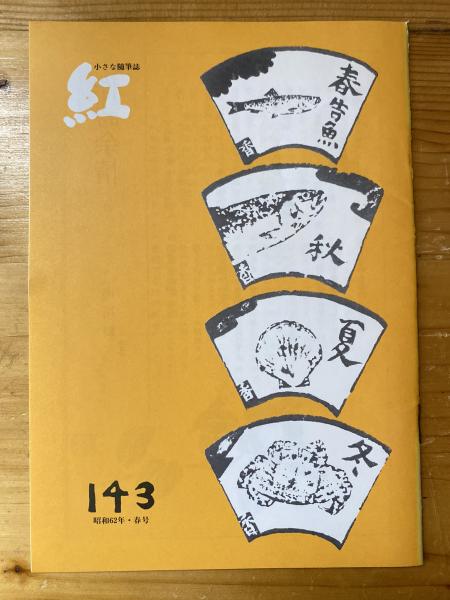 小さな随筆誌
紅
春告魚
秋
夏
冬
143
昭和62年・春号